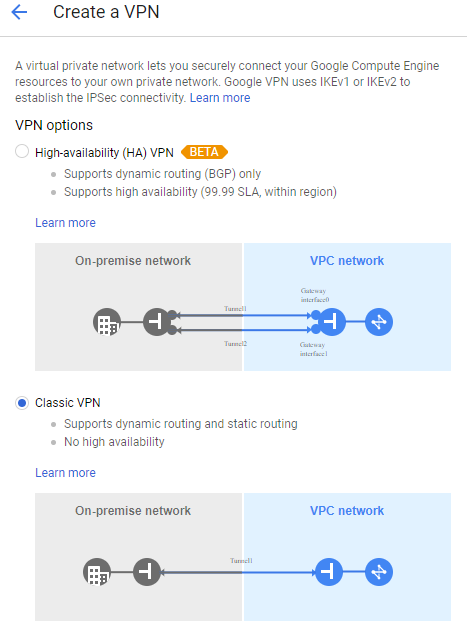 Create a VPN
A virtual private network lets you securely connect your Google Compute Engine
resources to your own private network. Google VPN uses IKEv1 or IKEv2 to
establish the IPSec connectivity. Learn more
VPN options
High-availability (HA) VPN BETA
Supports dynamic routing (BGP) only
Supports high availability (99.99 SLA, within region)
Learn more
On-premise network
VPC network
Gateway
interface0
Tunnel1
Tunnel2
Gateway
interface1
Classic VPN
Supports dynamic routing and static routing
No high availability
Learn more
On-premise network
VPC network
Tunnel1